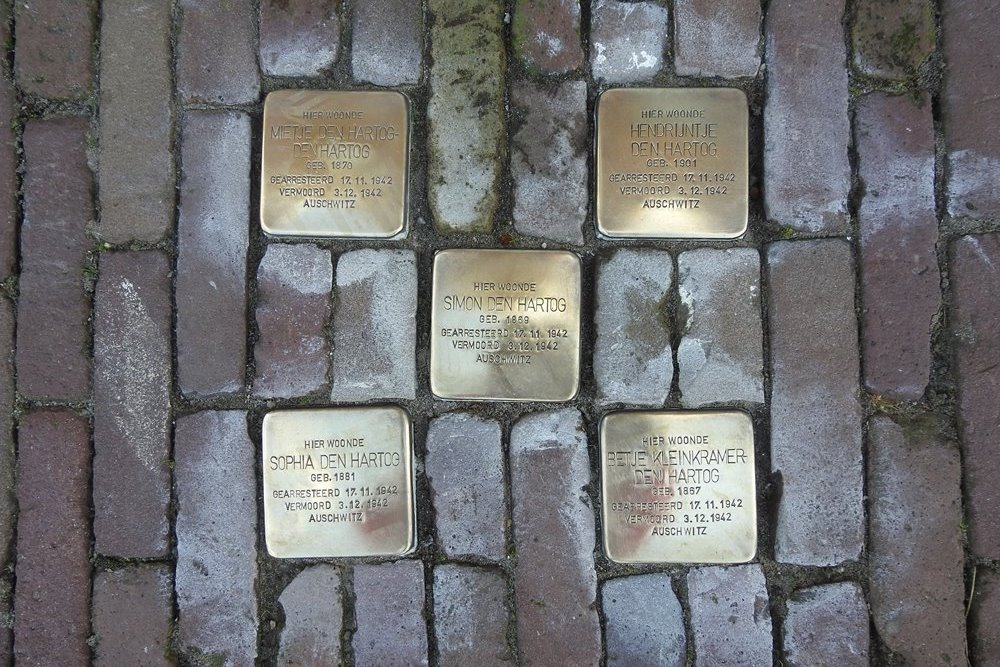 HIER WOONDE
MIETJE DEN HARTOG-
DEN HARTOG
GEB. 1870
GEARRESTEERD 17.11.1942
VERMOORD 3.12.1942
AUSCHWITZ
HIER WOONDE
HENDRIJNTJE
DEN HARTOG
GEB. 1901
GEARRESTEERD 17.11.1942
VERMOORD 3.12.1942
AUSCHWITZ
HIER WOONDE
SIMON DEN HARTOG
GEB. 1869
GEARRESTEERD 17.11.1942
VERMOORD 3.12.1942
AUSCHWITZ
HIER WOONDE
SOPHIA DEN HARTOG
GEB. 1881
GEARRESTEERD 17.11.1942
VERMOORD 3.12.1942
AUSCHWITZ
HIER WOONDE
BETJE KLEINKRAMER-
DEN HARTOG
GEB. 1867
GEARRESTEERD 17.11.1942
VERMOORD 3.12.1942
AUSCHWITZ